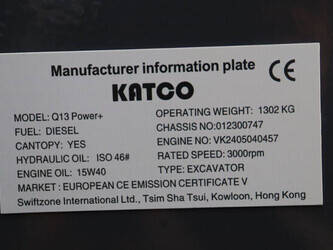 Manufacturer information plate
KATCO
CE
MODEL: Q13 Power+
OPERATING WEIGHT: 1302 KG
FUEL: DIESEL
CHASSIS NO:012300747
CANTOPY: YES
ENGINE NO: VK2405040457
HYDRAULIC OIL: ISO 46#
RATED SPEED: 3000rpm
ENGINE OIL: 15W40
TYPE: EXCAVATOR
MARKET : EUROPEAN CE EMISSION CERTIFICATE V
Swiftzone International Ltd., Tsim Sha Tsui, Kowloon, Hong Kong